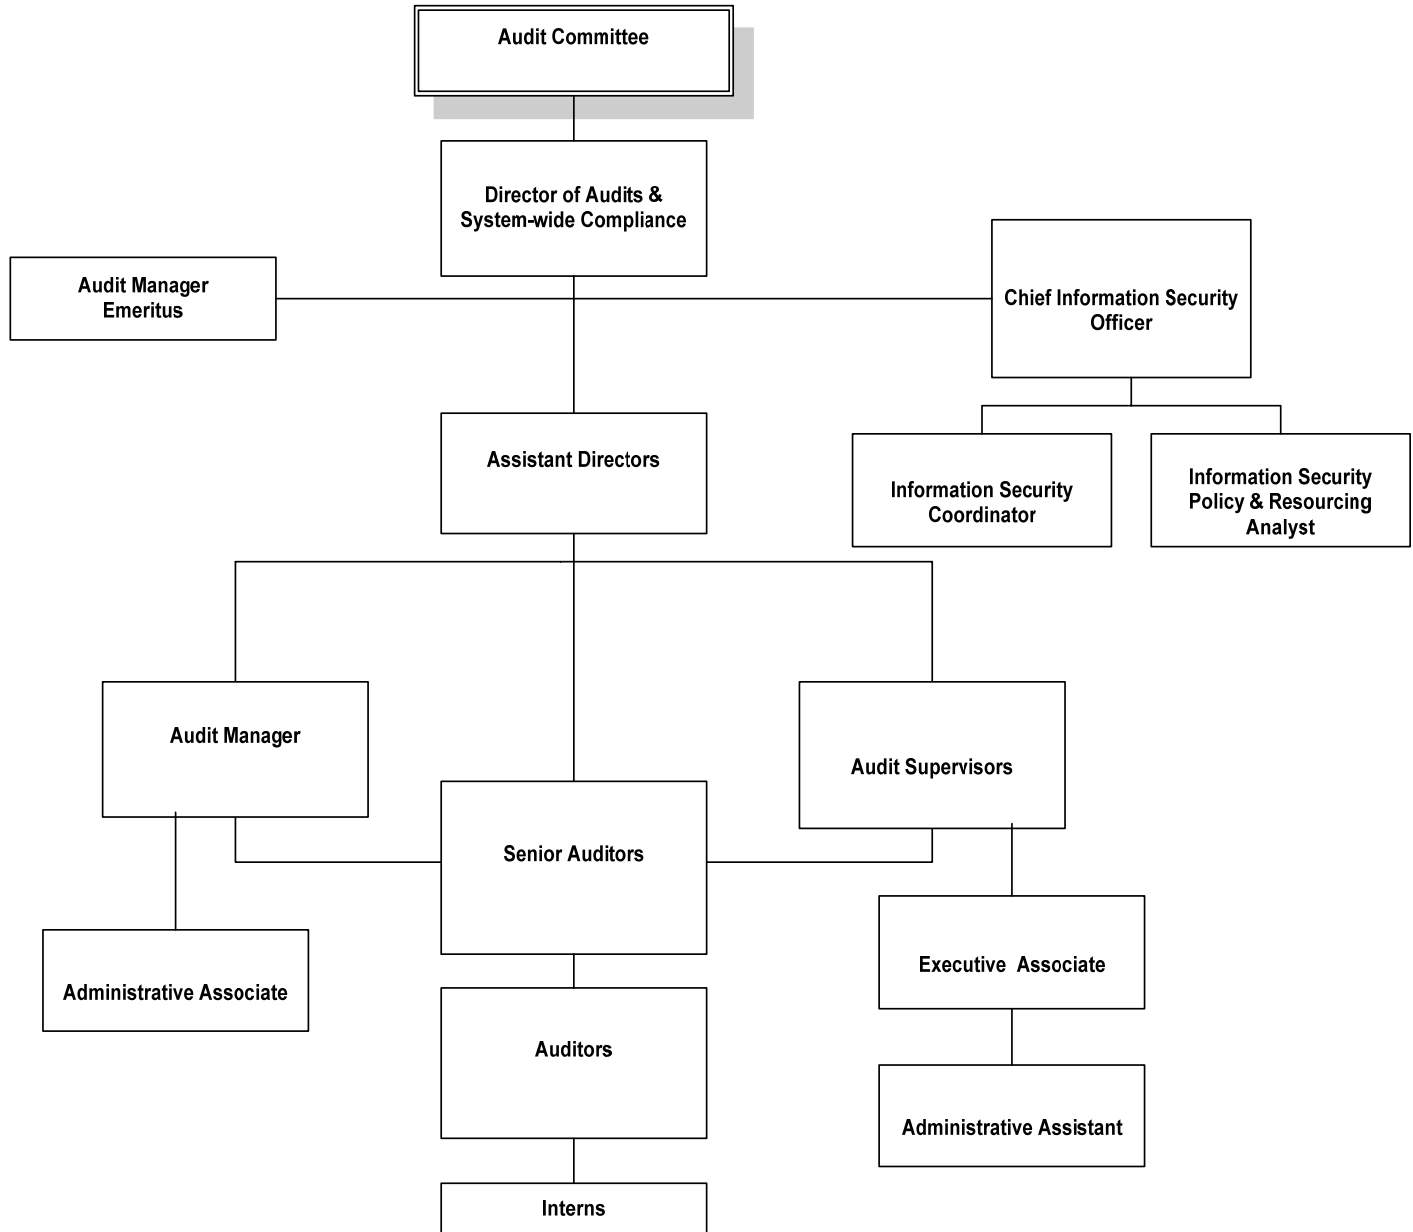 Audit Committee
Director of Audits &
System-wide Compliance
Audit Manager
Emeritus
Chief Information Security
Officer
Assistant Directors
Information Security
Coordinator
Information Security
Policy & Resourcing
Analyst
Audit Manager
Audit Supervisors
Senior Auditors
Administrative Associate
Executive Associate
Auditors
Administrative Assistant
Interns